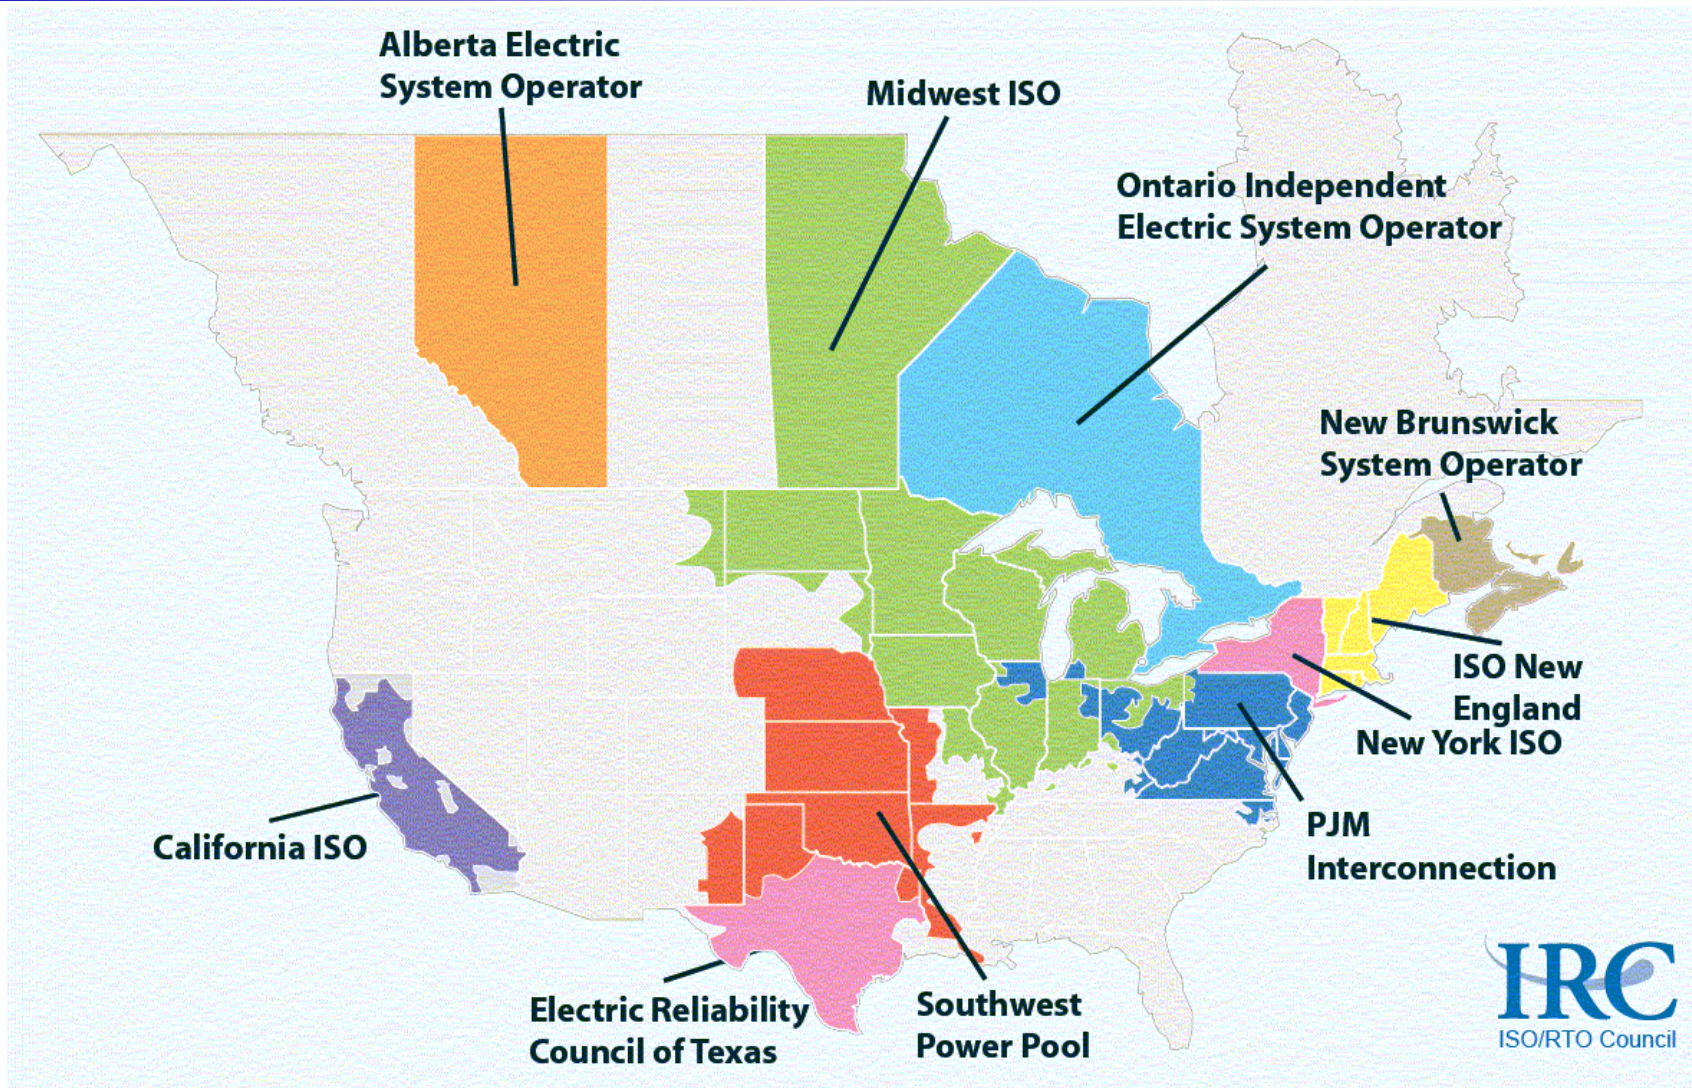 Alberta Electric
System Operator
Midwest ISO
Ontario Independent
Electric System Operator
New Brunswick
System Operator
ISO New
England
New York ISO
PJM
Interconnection
California ISO
Electric Reliability
Council of Texas
Southwest
Power Pool
IRC
ISO/RTO Council